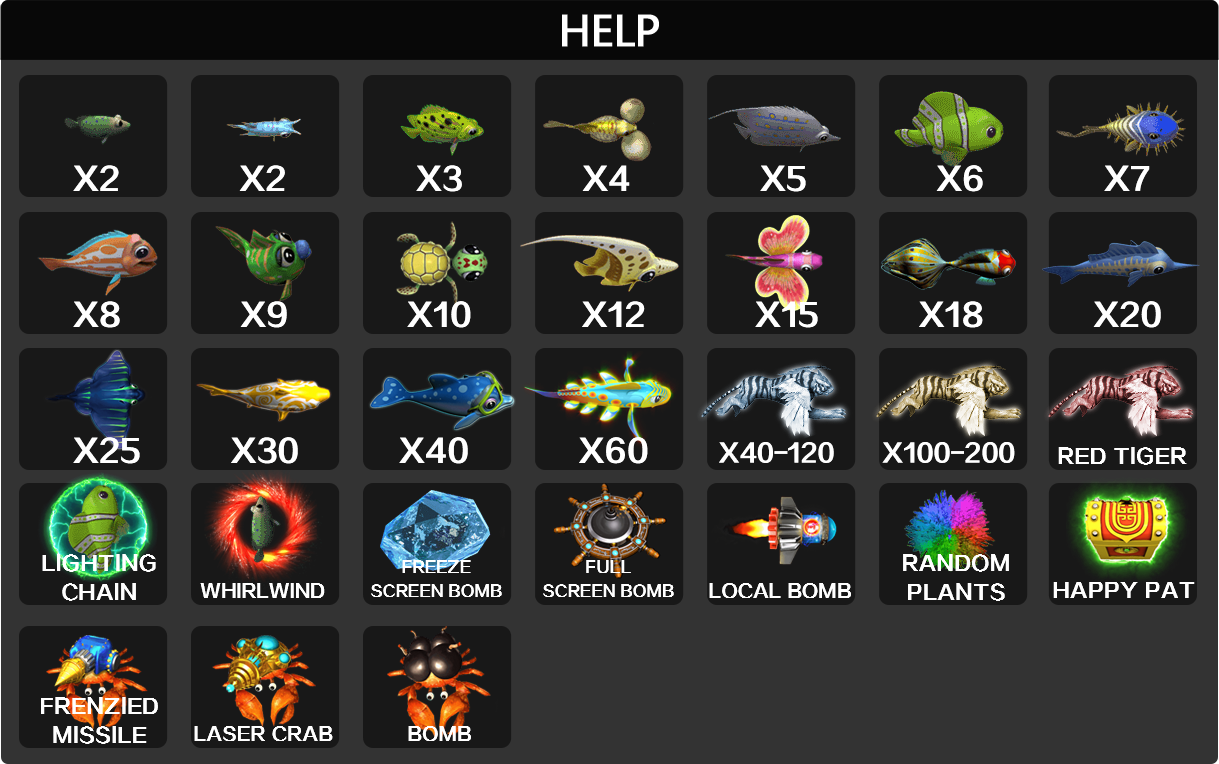 HELP
X2
X2
X3
X4
X5
X6
X7
X8
X9
X10
X12
X15
X18
X20
X25
X30
X40
X60
X40-120
X100-200
RED TIGER
LIGHTING
CHAIN
WHIRLWIND
FREEZE
SCREEN BOMB
FULL
SCREEN BOMB
LOCAL BOMB
RANDOM
PLANTS
HAPPY PAT
FRENZIED
MISSILE
LASER CRAB
BOMB